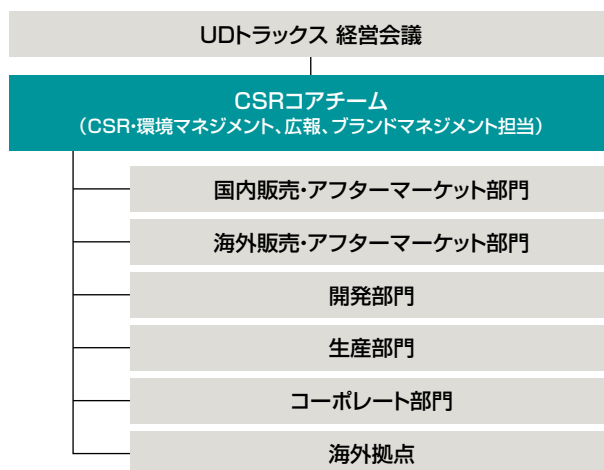 UDトラックス 経営会議
CSRコアチーム
（CSR・環境マネジメント、広報、ブランドマネジメント担当）
国内販売・アフターマーケット部門
海外販売・アフターマーケット部門
開発部門
生産部門
コーポレート部門
海外拠点